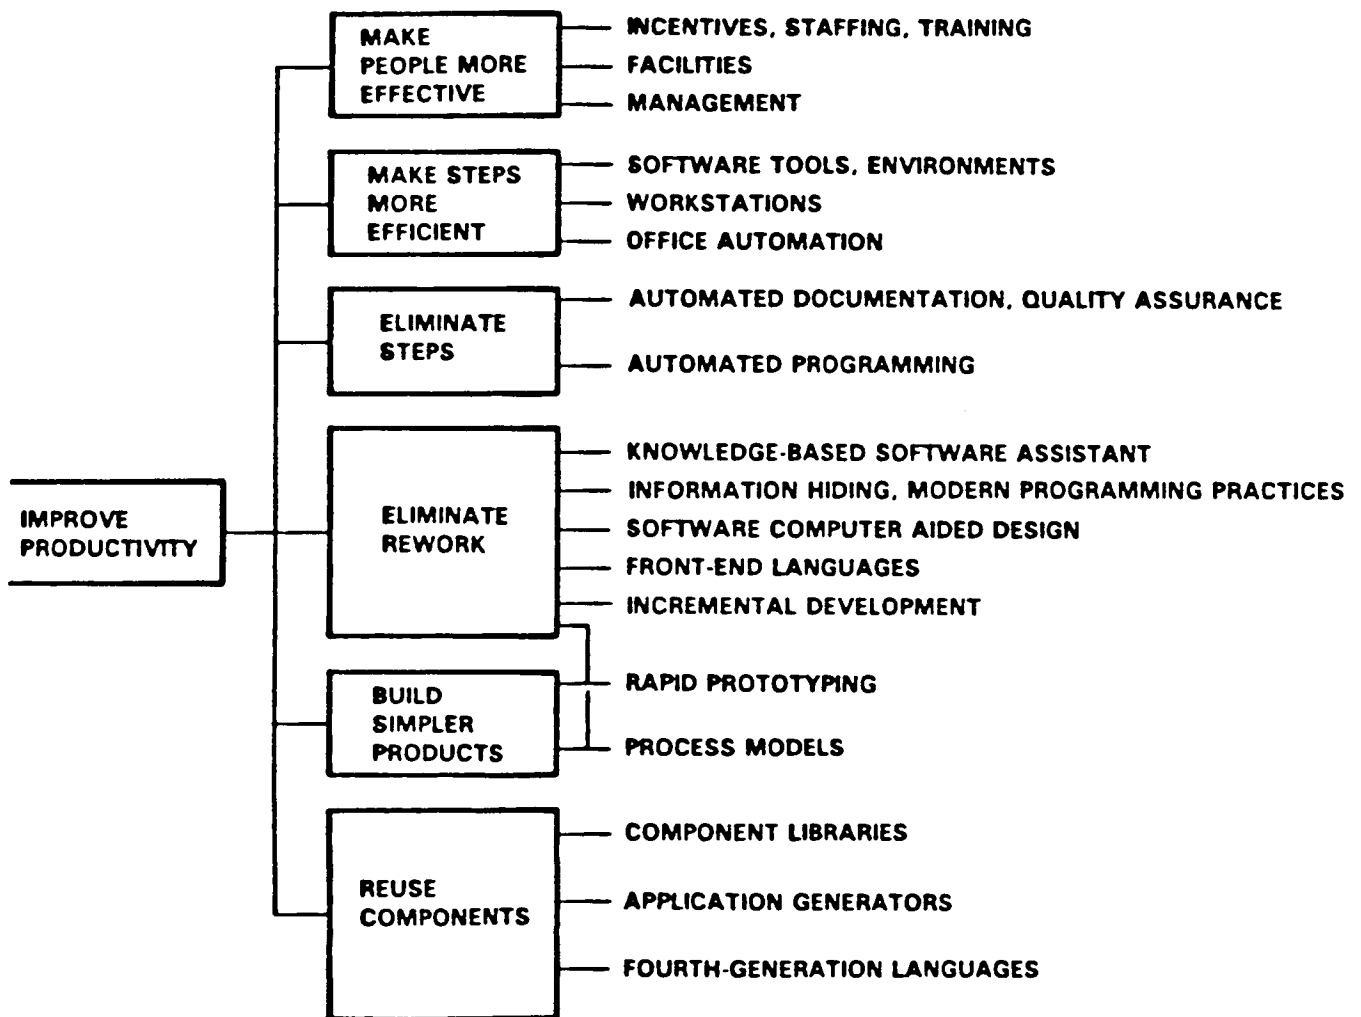 MAKE
PEOPLE MORE
EFFECTIVE
INCENTIVES, STAFFING, TRAINING
FACILITIES
MANAGEMENT
MAKE STEPS
MORE
EFFICIENT
SOFTWARE TOOLS, ENVIRONMENTS
WORKSTATIONS
OFFICE AUTOMATION
ELIMINATE
STEPS
AUTOMATED DOCUMENTATION, QUALITY ASSURANCE
AUTOMATED PROGRAMMING
IMPROVE
PRODUCTIVITY
ELIMINATE
REWORK
KNOWLEDGE-BASED SOFTWARE ASSISTANT
INFORMATION HIDING, MODERN PROGRAMMING PRACTICES
SOFTWARE COMPUTER AIDED DESIGN
FRONT-END LANGUAGES
INCREMENTAL DEVELOPMENT
BUILD
SIMPLER
PRODUCTS
RAPID PROTOTYPING
PROCESS MODELS
REUSE
COMPONENTS
COMPONENT LIBRARIES
APPLICATION GENERATORS
FOURTH-GENERATION LANGUAGES